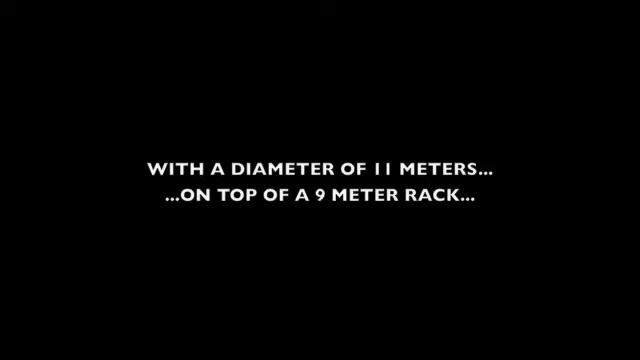 WITH A DIAMETER OF 11 METERS...
...ON TOP OF A 9 METER RACK...